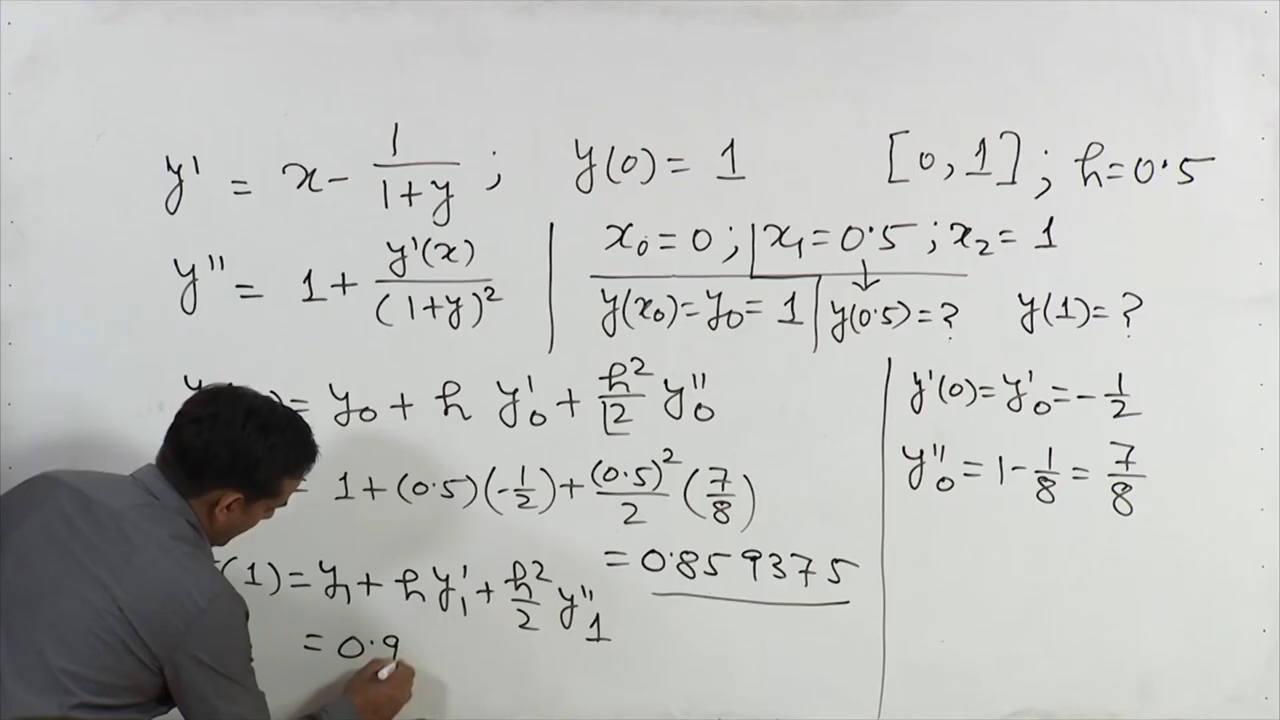 y' = x - 1/(1+y) ; y(0) = 1 [0, 1] ; h = 0.5
y'' = 1 + y'(x)/(1+y)² x₀ = 0 ; x₁ = 0.5 ; x₂ = 1
y(x₀) = y₀ = 1 y(0.5) = ? y(1) = ?
) = y₀ + h y'₀ + h²/2 y''₀
= 1 + (0.5)(-1/2) + (0.5)²/2 (7/8)
= 0.859375
(1) = y₁ + h y'₁ + h²/2 y''₁
= 0.9
y'(0) = y'₀ = -1/2
y''₀ = 1 - 1/8 = 7/8